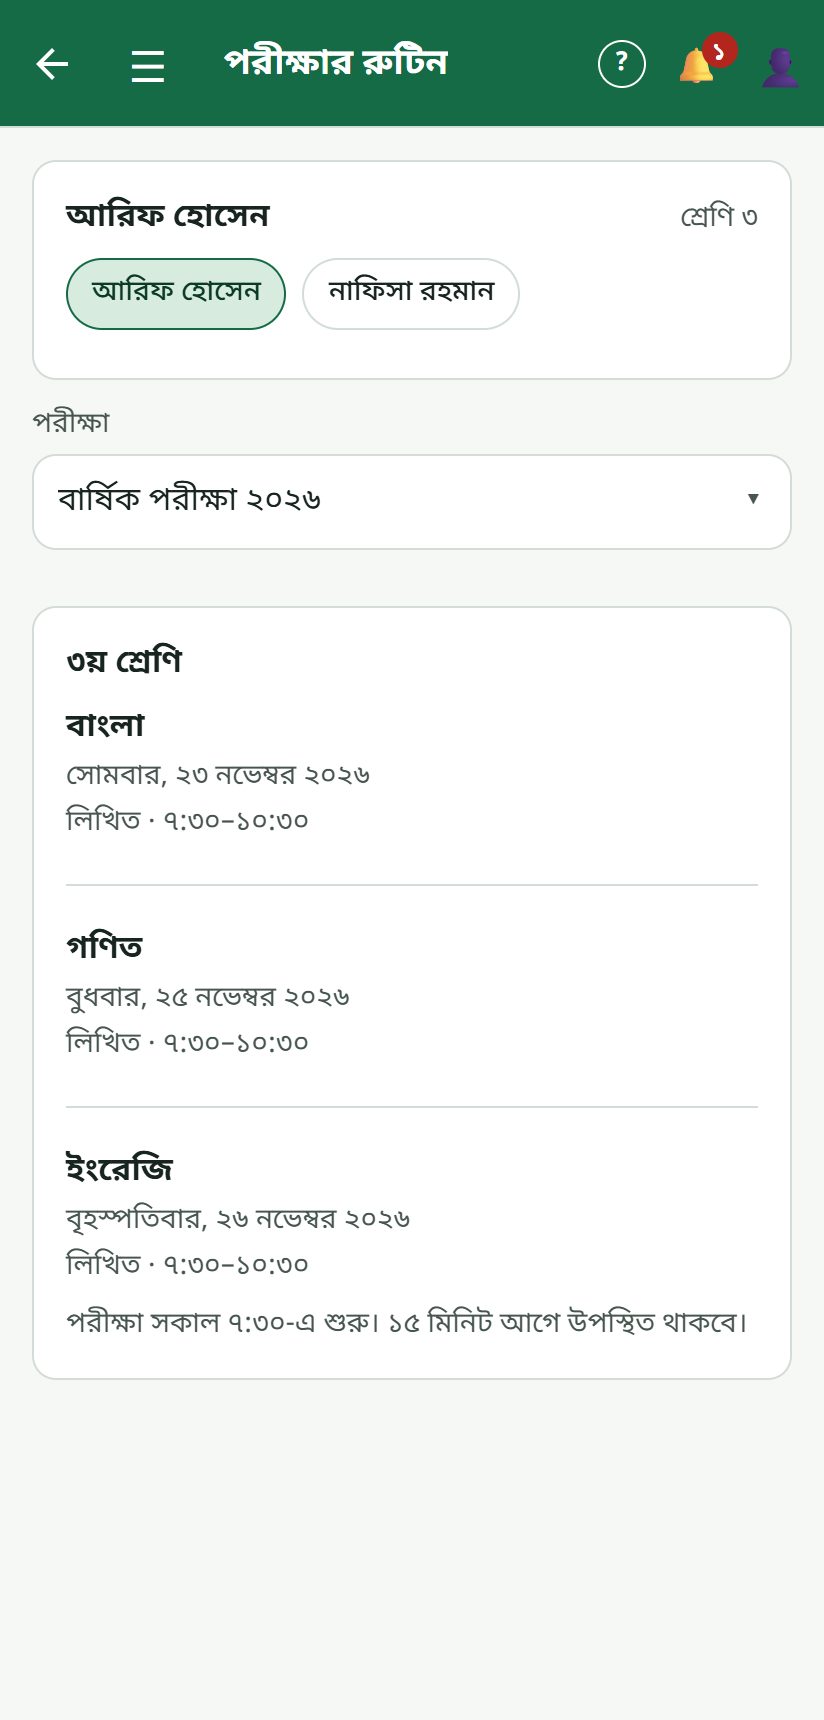 পরীক্ষার রুটিন
?
১
আরিফ হোসেন
শ্রেণি ৩
আরিফ হোসেন
নাফিসা রহমান
পরীক্ষা
বার্ষিক পরীক্ষা ২০২৬
৩য় শ্রেণি
বাংলা
সোমবার, ২৩ নভেম্বর ২০২৬
লিখিত · ৭:৩০–১০:৩০
গণিত
বুধবার, ২৫ নভেম্বর ২০২৬
লিখিত · ৭:৩০–১০:৩০
ইংরেজি
বৃহস্পতিবার, ২৬ নভেম্বর ২০২৬
লিখিত · ৭:৩০–১০:৩০
পরীক্ষা সকাল ৭:৩০-এ শুরু। ১৫ মিনিট আগে উপস্থিত থাকবে।